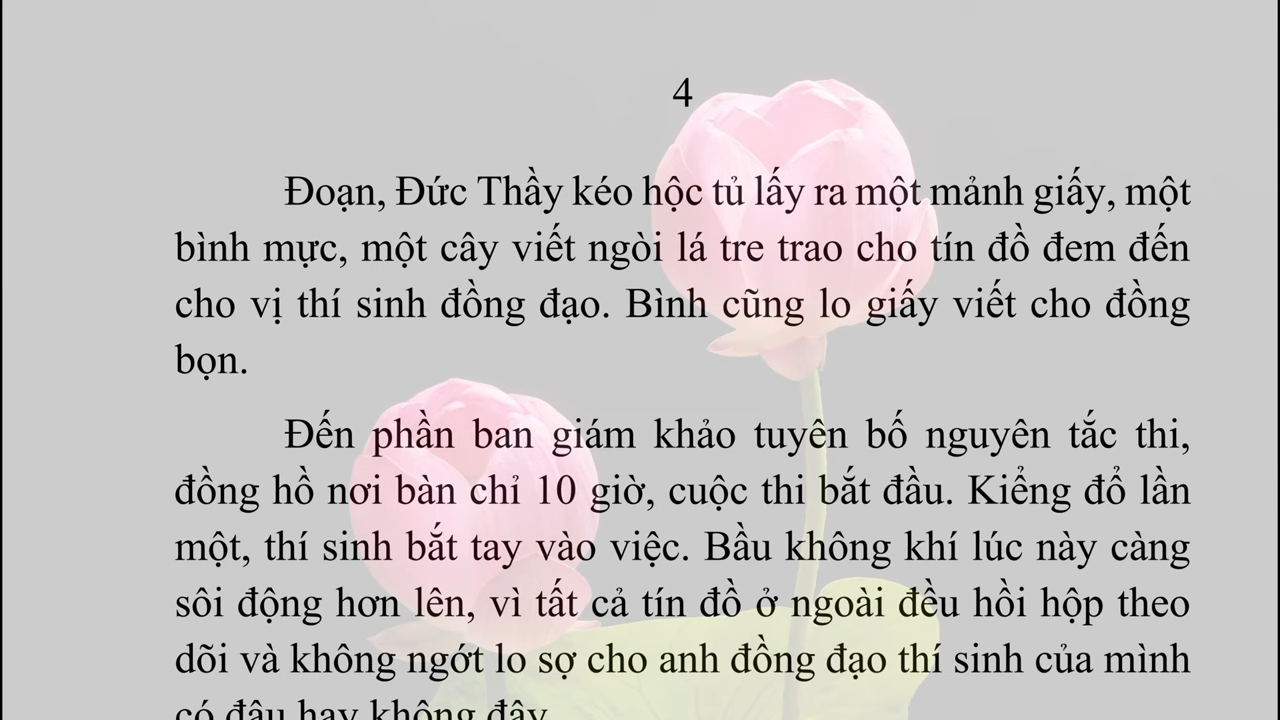 4
Đoạn, Đức Thầy kéo hộc tủ lấy ra một mảnh giấy, một
bình mực, một cây viết ngòi lá tre trao cho tín đồ đem đến
cho vị thí sinh đồng đạo. Bình cũng lo giấy viết cho đồng
bọn.
Đến phần ban giám khảo tuyên bố nguyên tắc thi,
đồng hồ nơi bàn chỉ 10 giờ, cuộc thi bắt đầu. Kiểng đổ lần
một, thí sinh bắt tay vào việc. Bầu không khí lúc này càng
sôi động hơn lên, vì tất cả tín đồ ở ngoài đều hồi hộp theo
dõi và không ngớt lo sợ cho anh đồng đạo thí sinh của mình
có đậu hay không đây